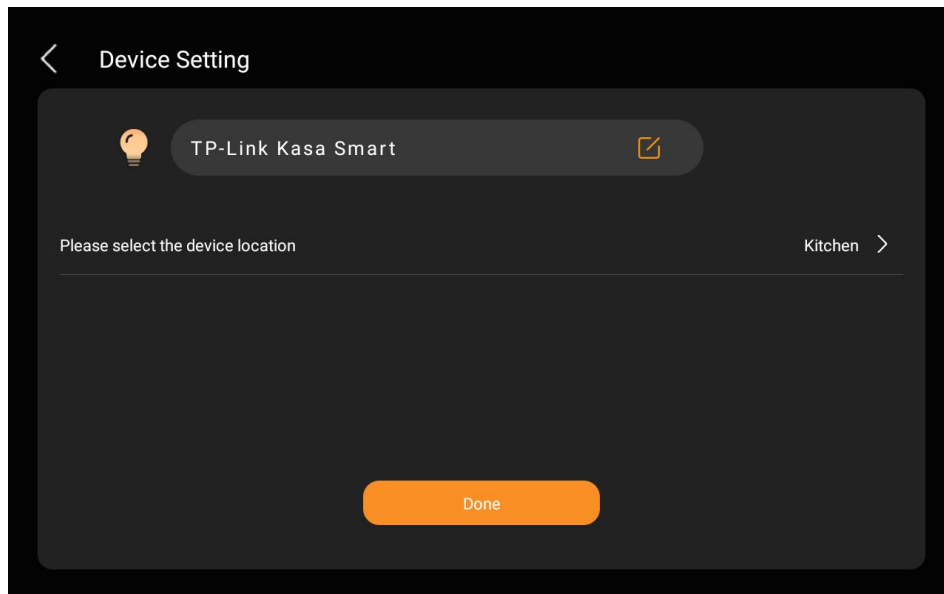 Device Setting
TP-Link Kasa Smart
Please select the device location
Kitchen
Done